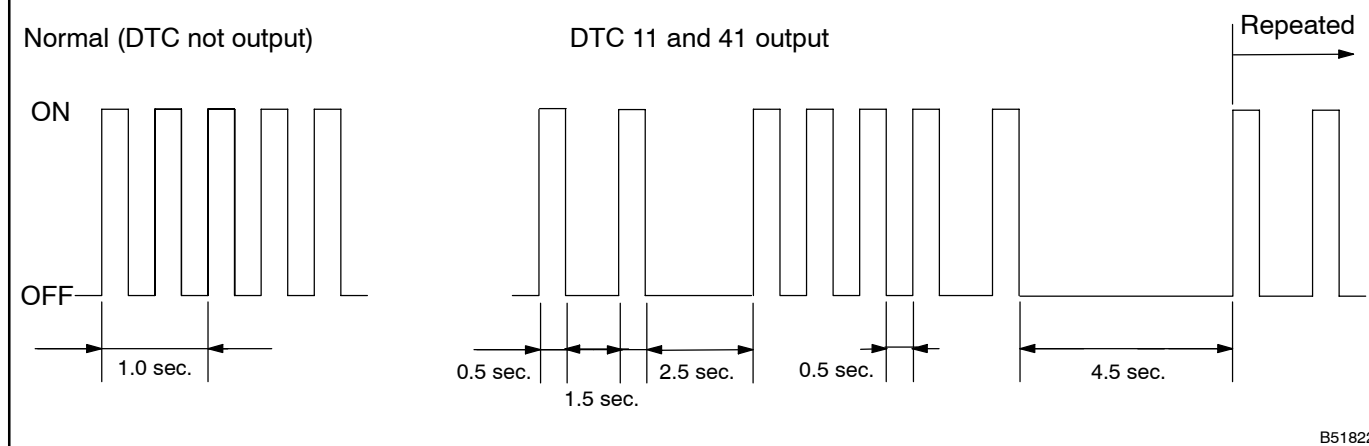 Normal (DTC not output)
DTC 11 and 41 output
Repeated
ON
OFF
1.0 sec.
0.5 sec.
1.5 sec.
2.5 sec.
0.5 sec.
4.5 sec.
B51822